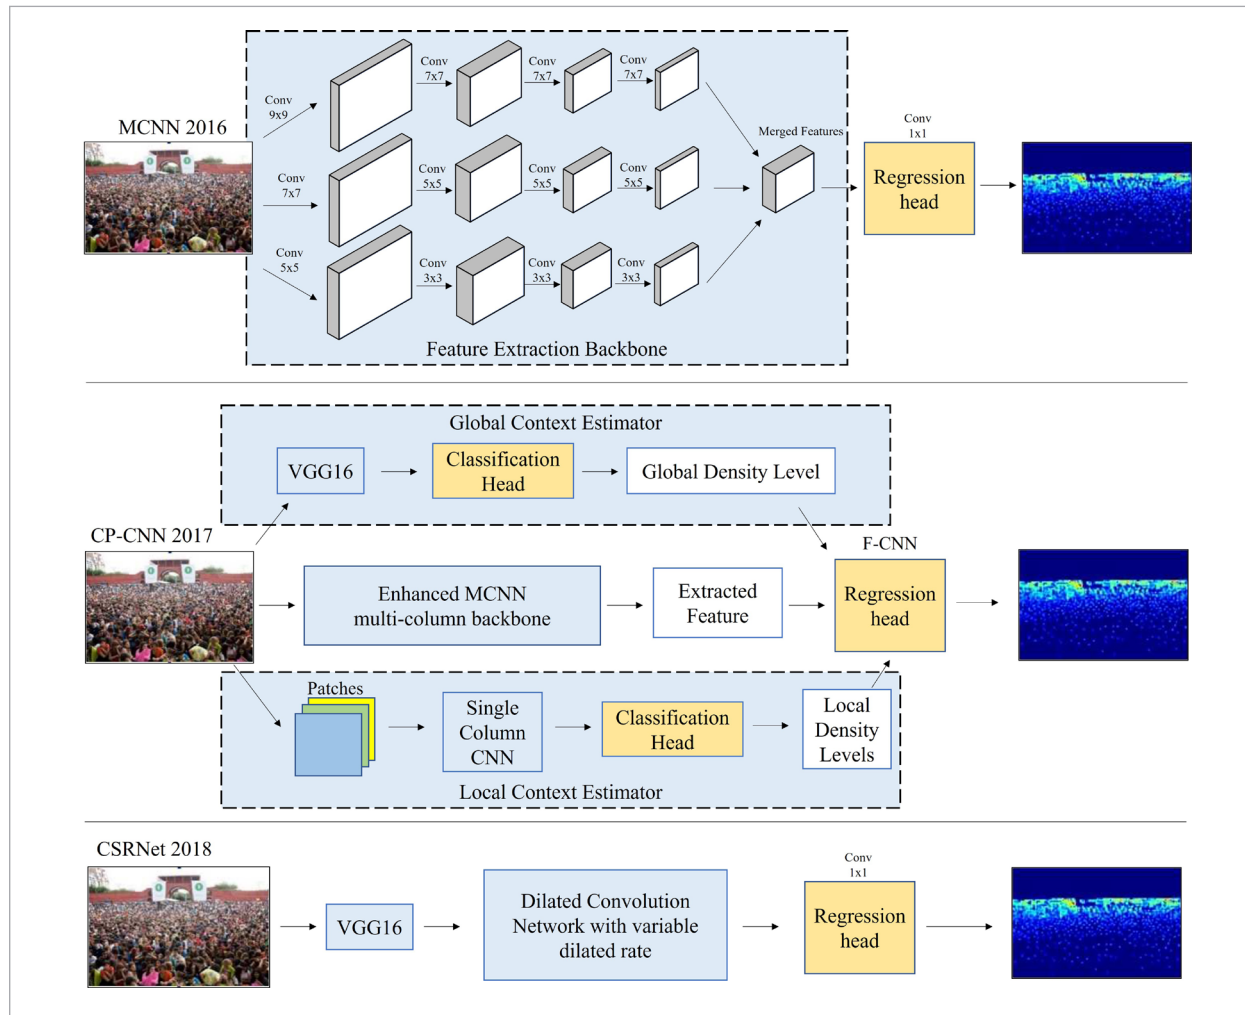 MCNN 2016
Conv
9x9
Conv
7x7
Conv
7x7
Conv
7x7
Conv
7x7
Conv
5x5
Conv
5x5
Conv
5x5
Conv
5x5
Conv
3x3
Conv
3x3
Conv
3x3
Merged Features
Feature Extraction Backbone
Conv
1x1
Regression
head
Global Context Estimator
VGG16
Classification
Head
Global Density Level
CP-CNN 2017
Enhanced MCNN
multi-column backbone
Extracted
Feature
F-CNN
Regression
head
Patches
Single
Column
CNN
Classification
Head
Local
Density
Levels
Local Context Estimator
CSRNet 2018
VGG16
Dilated Convolution
Network with variable
dilated rate
Conv
1x1
Regression
head